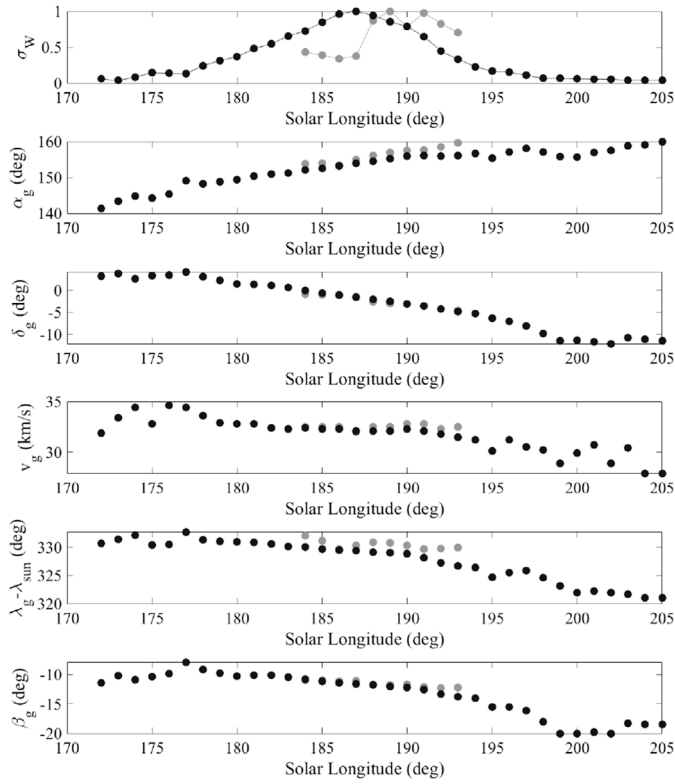 1
0.5
0
σW
170 175 180 185 190 195 200 205
Solar Longitude (deg)
160
150
140
αg (deg)
170 175 180 185 190 195 200 205
Solar Longitude (deg)
0
-5
-10
δg (deg)
170 175 180 185 190 195 200 205
Solar Longitude (deg)
35
30
vg (km/s)
170 175 180 185 190 195 200 205
Solar Longitude (deg)
330
325
320
λg-λsun (deg)
170 175 180 185 190 195 200 205
Solar Longitude (deg)
-10
-15
-20
βg (deg)
170 175 180 185 190 195 200 205
Solar Longitude (deg)